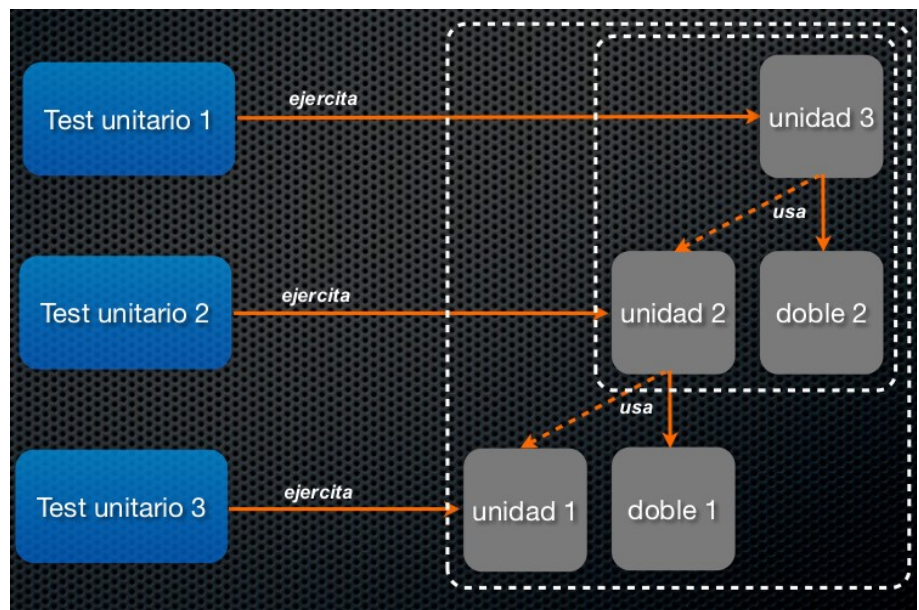 ejercita
Test unitario 1
unidad 3
usa
ejercita
Test unitario 2
unidad 2
doble 2
usa
ejercita
Test unitario 3
unidad 1
doble 1